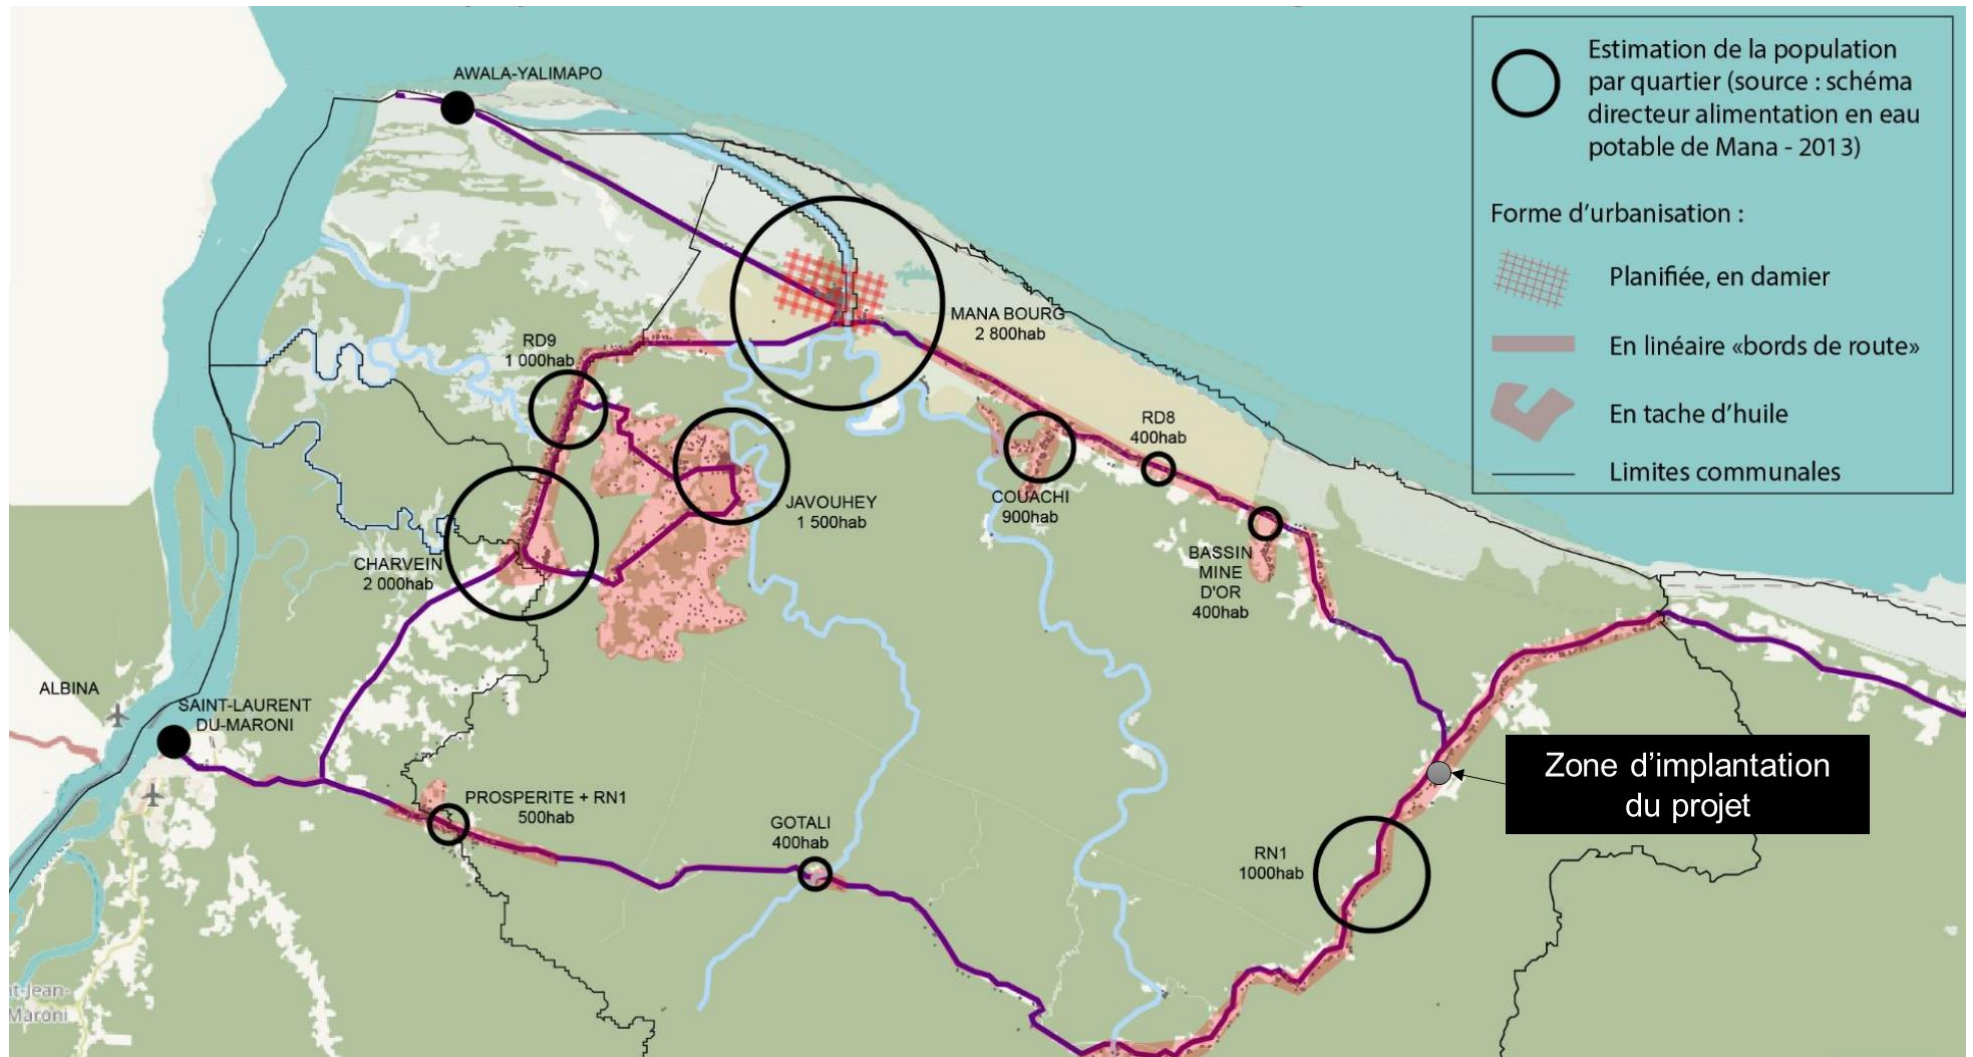 AWALA-YALIMAPO
Estimation de la population
par quartier (source : schéma
directeur alimentation en eau
potable de Mana - 2013)
Forme d'urbanisation :
Planifiée, en damier
En linéaire «bords de route»
En tache d'huile
Limites communales
MANA BOURG
2 800hab
RD9
1 000hab
RD8
400hab
JAVOUHEY
1 500hab
COUACHI
900hab
CHARVEIN
2 000hab
BASSIN
MINE
D'OR
400hab
ALBINA
SAINT-LAURENT
DU-MARONI
Zone d'implantation
du projet
PROSPERITE + RN1
500hab
GOTALI
400hab
RN1
1000hab
nt-Jean-
Maroni